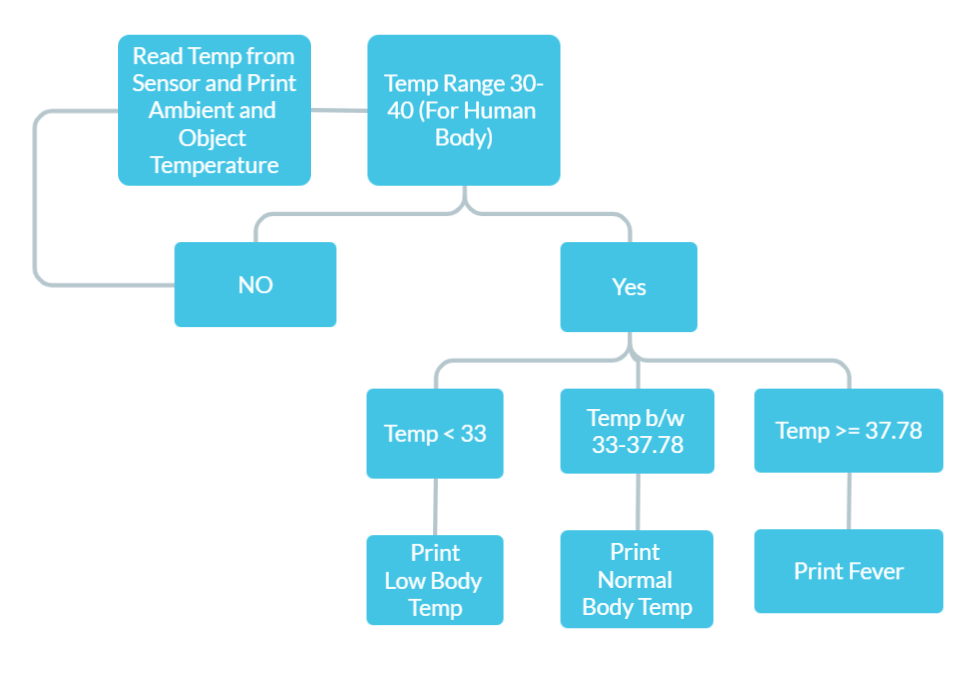 Read Temp from
Sensor and Print
Ambient and
Object
Temperature
Temp Range 30-
40 (For Human
Body)
NO
Yes
Temp < 33
Temp b/w
33-37.78
Temp >= 37.78
Print
Low Body
Temp
Print
Normal
Body Temp
Print Fever